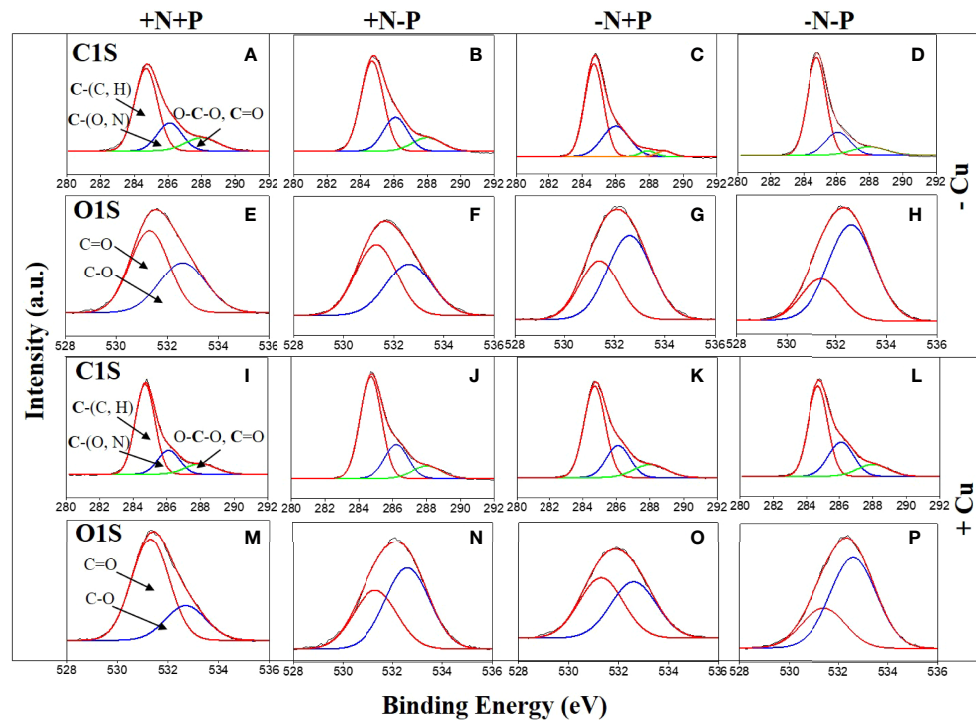 +N+P +N-P -N+P -N-P
C1S A B C D
C-(C, H)
C-(O, N)
O-C-O, C=O
280 282 284 286 288 290 292 280 282 284 286 288 290 292 280 282 284 286 288 290 292 280 282 284 286 288 290 292
O1S E F G H
C=O
C-O
528 530 532 534 536 528 530 532 534 536 528 530 532 534 536 528 530 532 534 536
- Cu
C1S I J K L
C-(C, H)
C-(O, N)
O-C-O, C=O
280 282 284 286 288 290 292 280 282 284 286 288 290 292 280 282 284 286 288 290 292 280 282 284 286 288 290 292
O1S M N O P
C=O
C-O
528 530 532 534 536 528 530 532 534 536 528 530 532 534 536 528 530 532 534 536
+ Cu
Intensity (a.u.)
Binding Energy (eV)